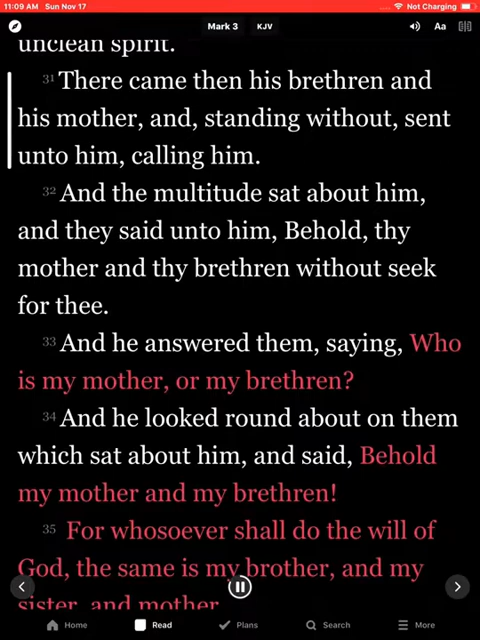 11:09 AM Sun Nov 17
Not Charging
Mark 3 KJV
Aa
unclean spirit.
31 There came then his brethren and
his mother, and, standing without, sent
unto him, calling him.
32 And the multitude sat about him,
and they said unto him, Behold, thy
mother and thy brethren without seek
for thee.
33 And he answered them, saying, Who
is my mother, or my brethren?
34 And he looked round about on them
which sat about him, and said, Behold
my mother and my brethren!
35 For whosoever shall do the will of
God, the same is my brother, and my
sister, and mother.
Home Read Plans Search More